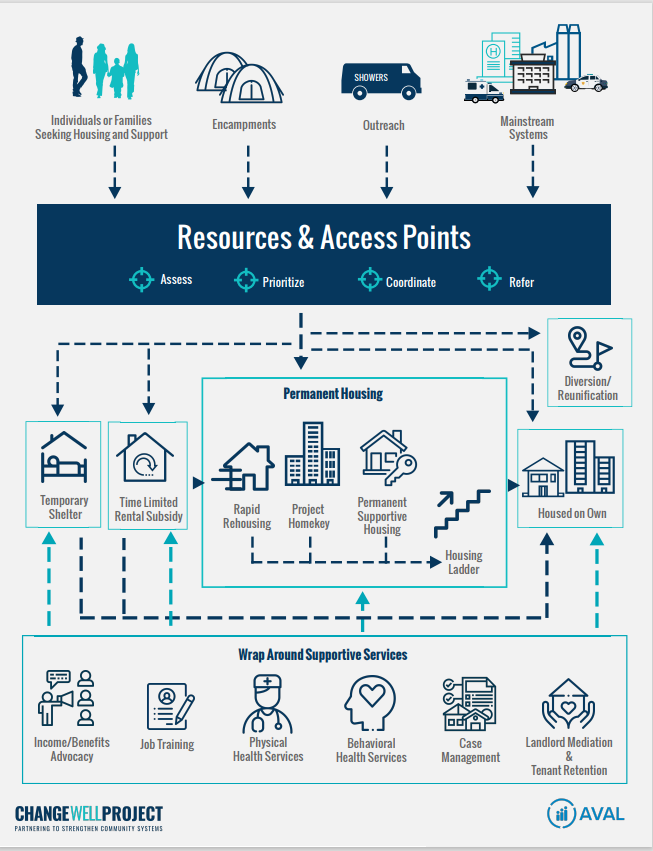 Individuals or Families
Seeking Housing and Support
Encampments
SHOWERS
Outreach
H
Mainstream
Systems
Resources & Access Points
Assess
Prioritize
Coordinate
Refer
Diversion/
Reunification
Permanent Housing
Temporary
Shelter
Time Limited
Rental Subsidy
Rapid
Rehousing
Project
Homekey
Permanent
Supportive
Housing
Housing
Ladder
Housed on Own
Wrap Around Supportive Services
Income/Benefits
Advocacy
Job Training
Physical
Health Services
Behavioral
Health Services
Case
Management
Landlord Mediation
&
Tenant Retention
CHANGEWELLPROJECT
PARTNERING TO STRENGTHEN COMMUNITY SYSTEMS
AVAL